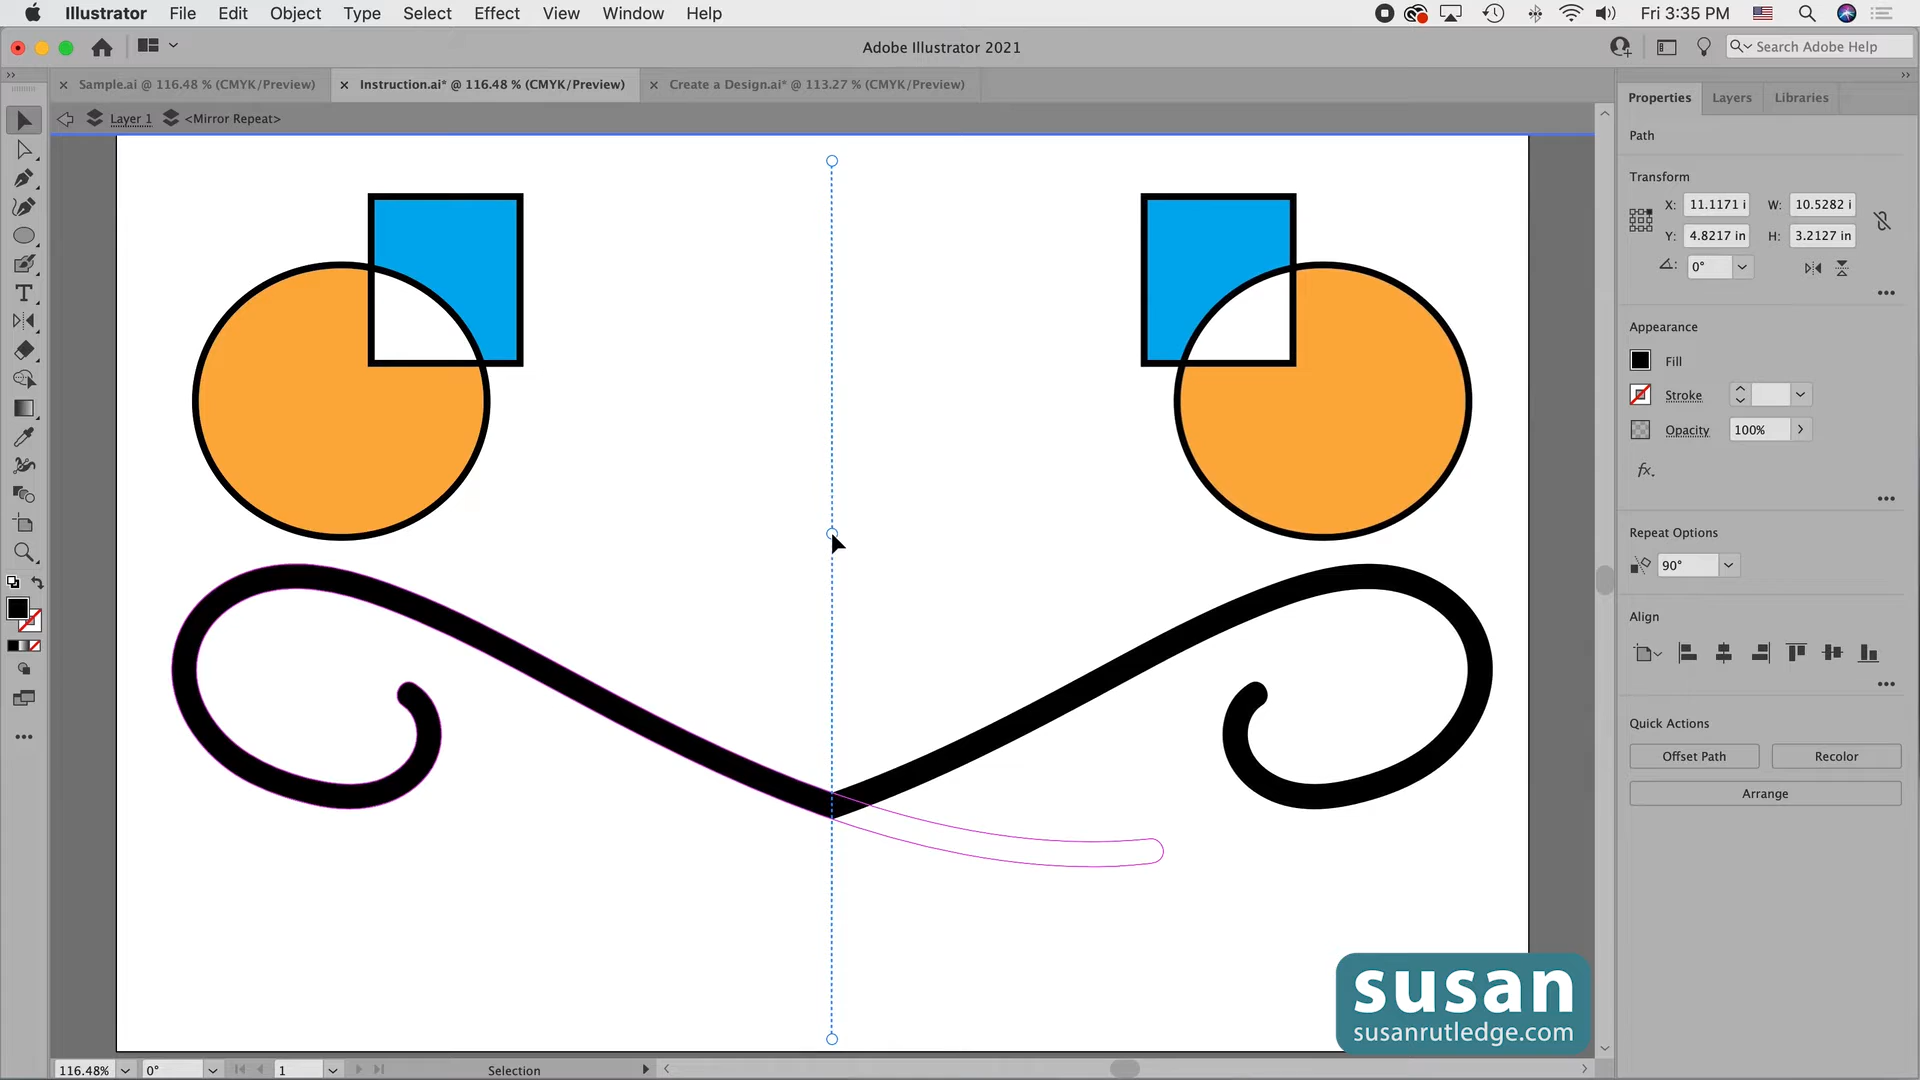 Illustrator File Edit Object Type Select Effect View Window Help Fri 3:35 PM
Adobe Illustrator 2021
Search Adobe Help
Sample.ai @ 116.48 % (CMYK/Preview)
Instruction.ai* @ 116.48 % (CMYK/Preview)
Create a Design.ai* @ 113.27 % (CMYK/Preview)
Layer 1
<Mirror Repeat>
Properties Layers Libraries
Path
Transform
X: 11.1171 i W: 10.5282 i
Y: 4.8217 in H: 3.2127 in
0°
Appearance
Fill
Stroke
Opacity 100%
fx.
Repeat Options
90°
Align
Quick Actions
Offset Path Recolor
Arrange
susan
susanrutledge.com
116.48% 0° 1 Selection